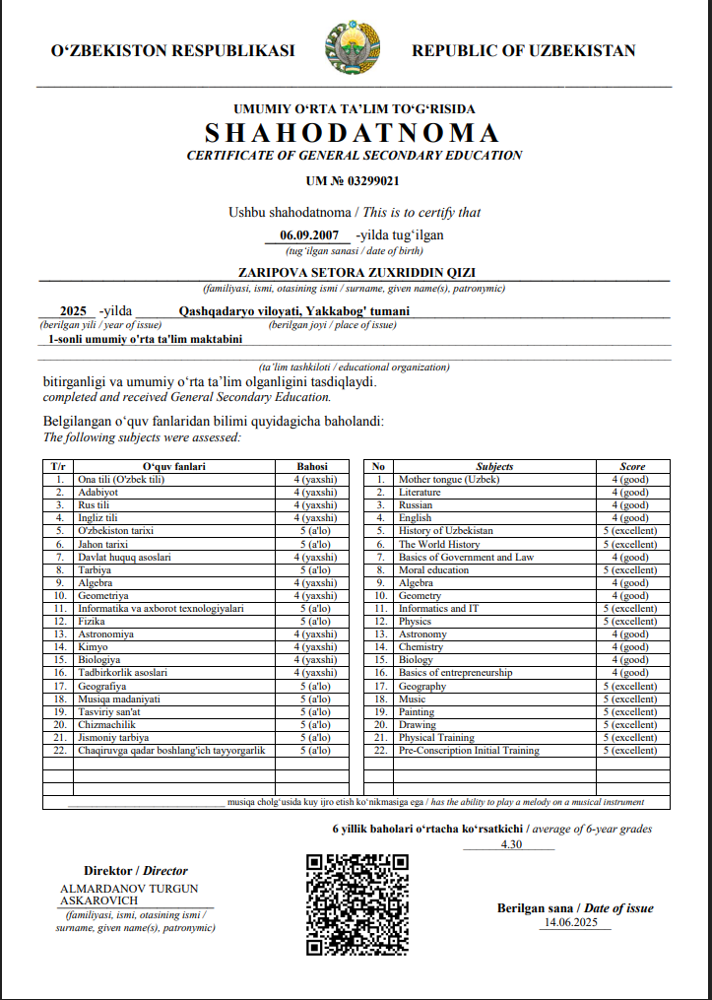 O‘ZBEKISTON RESPUBLIKASI REPUBLIC OF UZBEKISTAN
UMUMIY O‘RTA TA’LIM TO‘G‘RISIDA
SHAHODATNOMA
CERTIFICATE OF GENERAL SECONDARY EDUCATION
UM № 03299021
Ushbu shahodatnoma / This is to certify that
06.09.2007 -yilda tug‘ilgan
(tug‘ilgan sanasi / date of birth)
ZARIPOVA SETORA ZUXRIDDIN QIZI
(familiyasi, ismi, otasining ismi / surname, given name(s), patronymic)
2025 -yilda Qashqadaryo viloyati, Yakkabog' tumani
(berilgan yili / year of issue) (berilgan joyi / place of issue)
1-sonli umumiy o'rta ta'lim maktabini
(ta’lim tashkiloti / educational organization)
bitirganligi va umumiy o‘rta ta’lim olganligini tasdiqlaydi.
completed and received General Secondary Education.
Belgilangan o‘quv fanlaridan bilimi quyidagicha baholandi:
The following subjects were assessed:
T/r O‘quv fanlari Bahosi No Subjects Score
1. Ona tili (O'zbek tili) 4 (yaxshi) 1. Mother tongue (Uzbek) 4 (good)
2. Adabiyot 4 (yaxshi) 2. Literature 4 (good)
3. Rus tili 4 (yaxshi) 3. Russian 4 (good)
4. Ingliz tili 4 (yaxshi) 4. English 4 (good)
5. O'zbekiston tarixi 5 (a'lo) 5. History of Uzbekistan 5 (excellent)
6. Jahon tarixi 5 (a'lo) 6. The World History 5 (excellent)
7. Davlat huquq asoslari 4 (yaxshi) 7. Basics of Government and Law 4 (good)
8. Tarbiya 5 (a'lo) 8. Moral education 5 (excellent)
9. Algebra 4 (yaxshi) 9. Algebra 4 (good)
10. Geometriya 4 (yaxshi) 10. Geometry 4 (good)
11. Informatika va axborot texnologiyalari 5 (a'lo) 11. Informatics and IT 5 (excellent)
12. Fizika 5 (a'lo) 12. Physics 5 (excellent)
13. Astronomiya 4 (yaxshi) 13. Astronomy 4 (good)
14. Kimyo 4 (yaxshi) 14. Chemistry 4 (good)
15. Biologiya 4 (yaxshi) 15. Biology 4 (good)
16. Tadbirkorlik asoslari 4 (yaxshi) 16. Basics of entrepreneurship 4 (good)
17. Geografiya 5 (a'lo) 17. Geography 5 (excellent)
18. Musiqa madaniyati 5 (a'lo) 18. Music 5 (excellent)
19. Tasviriy san'at 5 (a'lo) 19. Painting 5 (excellent)
20. Chizmachilik 5 (a'lo) 20. Drawing 5 (excellent)
21. Jismoniy tarbiya 5 (a'lo) 21. Physical Training 5 (excellent)
22. Chaqiruvga qadar boshlang'ich tayyorgarlik 5 (a'lo) 22. Pre-Conscription Initial Training 5 (excellent)
musiqa cholg‘usida kuy ijro etish ko‘nikmasiga ega / has the ability to play a melody on a musical instrument
6 yillik baholari o‘rtacha ko‘rsatkichi / average of 6-year grades
4.30
Direktor / Director
ALMARDANOV TURGUN
ASKAROVICH
(familiyasi, ismi, otasining ismi /
surname, given name(s), patronymic)
Berilgan sana / Date of issue
14.06.2025